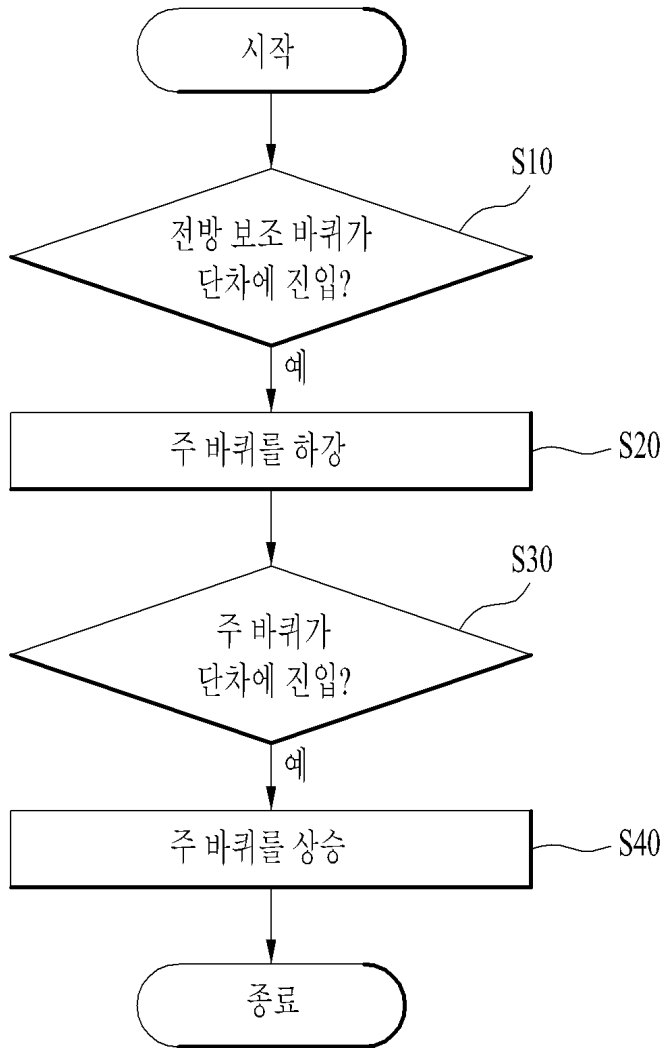 시작
S10
전방 보조 바퀴가
단차에 진입?
예
주 바퀴를 하강
S20
S30
주 바퀴가
단차에 진입?
예
주 바퀴를 상승
S40
종료